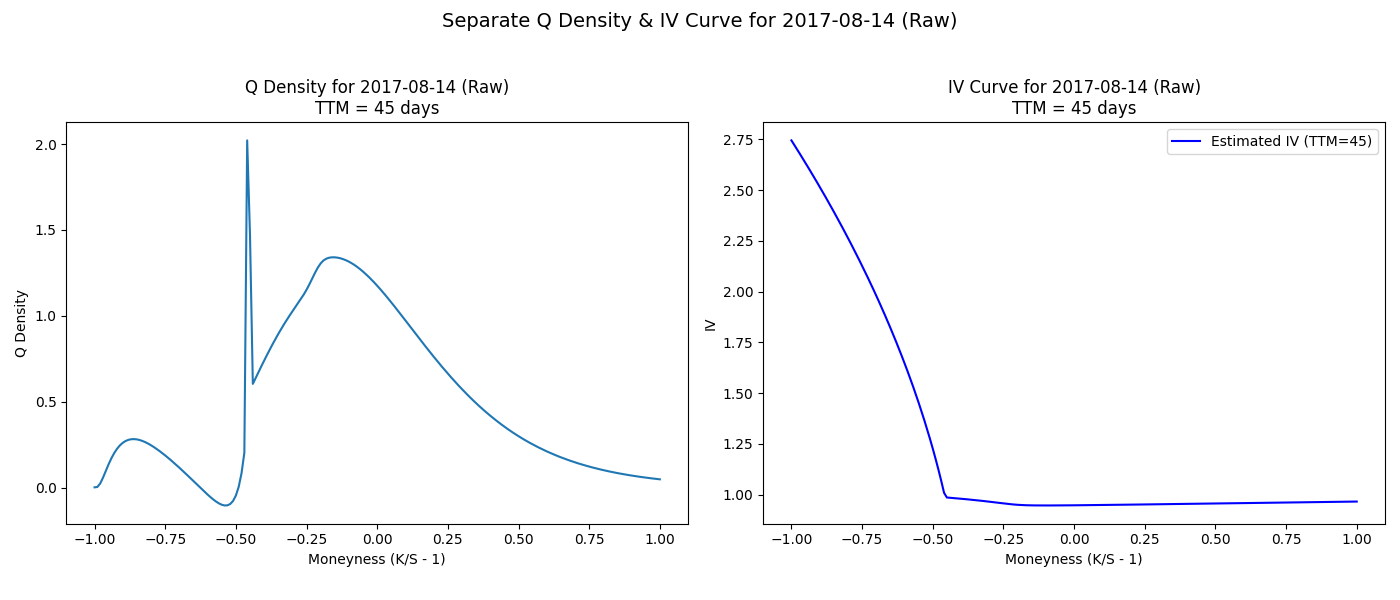 Separate Q Density & IV Curve for 2017-08-14 (Raw)
Q Density for 2017-08-14 (Raw)
TTM = 45 days
2.0
1.5
1.0
0.5
0.0
Q Density
−1.00 −0.75 −0.50 −0.25 0.00 0.25 0.50 0.75 1.00
Moneyness (K/S - 1)
IV Curve for 2017-08-14 (Raw)
TTM = 45 days
Estimated IV (TTM=45)
2.75
2.50
2.25
2.00
1.75
1.50
1.25
1.00
IV
−1.00 −0.75 −0.50 −0.25 0.00 0.25 0.50 0.75 1.00
Moneyness (K/S - 1)